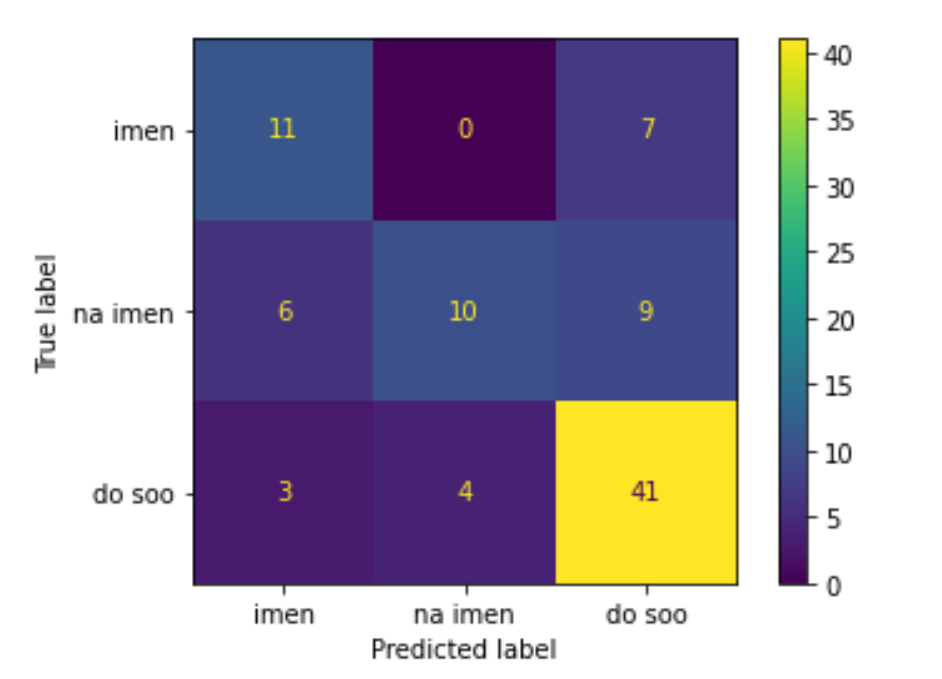 imen 11 0 7
na imen 6 10 9
do soo 3 4 41
imen na imen do soo
Predicted label
True label
40
35
30
25
20
15
10
5
0